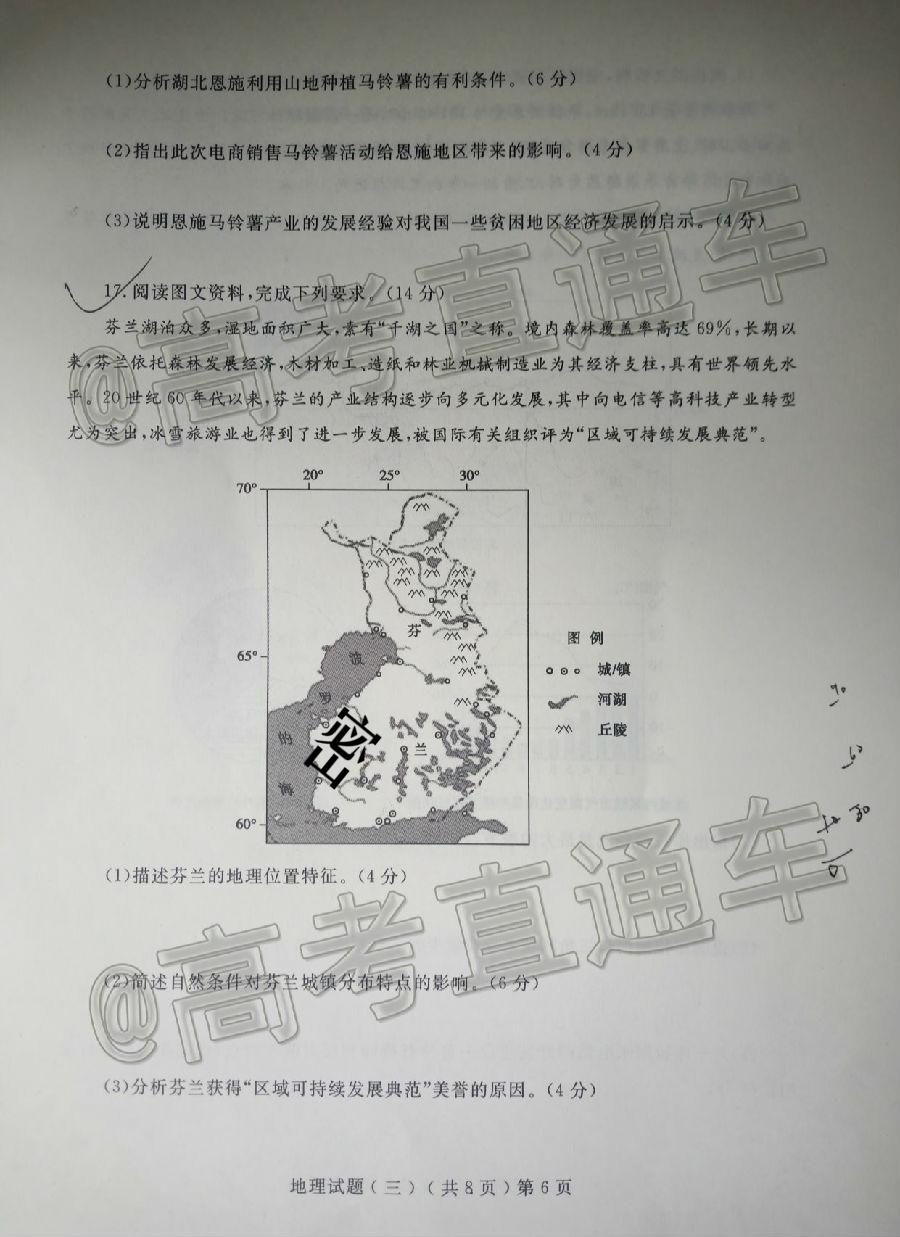 (1)分析湖北恩施利用山地种植马铃薯的有利条件。(6分)
(2)指出此次电商销售马铃薯活动给恩施地区带来的影响。(4分)
(3)说明恩施马铃薯产业的发展经验对我国一些贫困地区经济发展的启示。(4分)
17.阅读图文资料,完成下列要求。(14分)
芬兰湖泊众多,湿地面积广大,素有“千湖之国”之称。境内森林覆盖率高达69%,长期以
来,芬兰依托森林发展经济,木材加工、造纸和林业机械制造业为其经济支柱,具有世界领先水
平。20世纪60年代以来,芬兰的产业结构逐步向多元化发展,其中向电信等高科技产业转型
尤为突出,冰雪旅游业也得到了进一步发展,被国际有关组织评为“区域可持续发展典范”。
20° 25° 30°
70°
芬
图 例
65°
波
城/镇
罗
河湖
的
密
兰
丘陵
海
60°
(1)描述芬兰的地理位置特征。(4分)
(2)简述自然条件对芬兰城镇分布特点的影响。(6分)
(3)分析芬兰获得“区域可持续发展典范”美誉的原因。(4分)
地理试题(三)(共8页)第6页
@高考直通车
@高考直通车